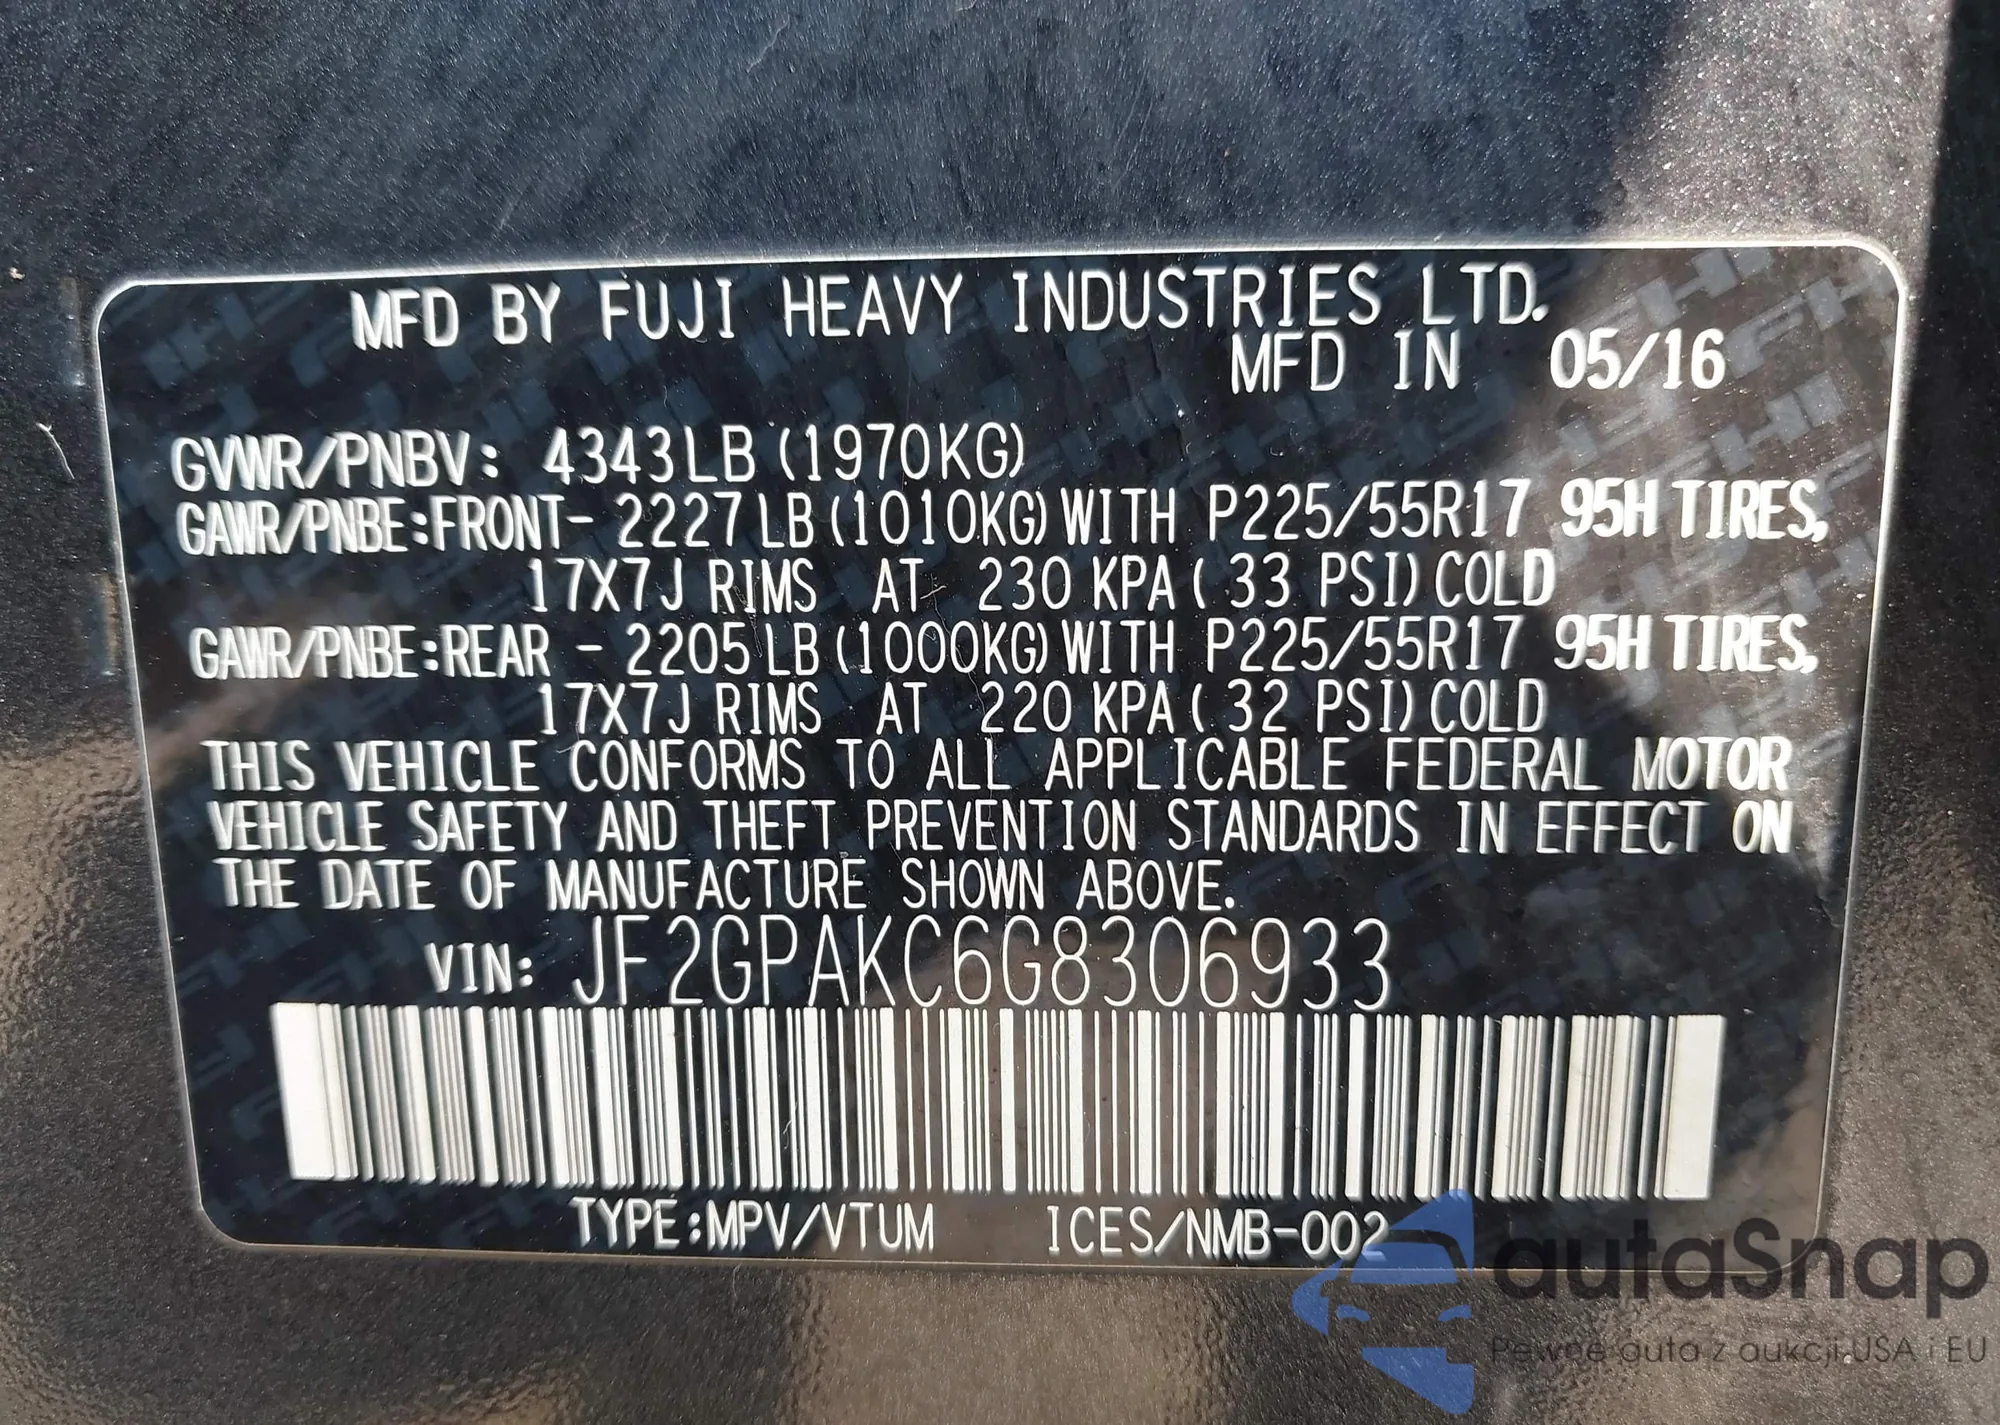 MFD BY FUJI HEAVY INDUSTRIES LTD.
MFD IN 05/16
GVWR/PNBV: 4343LB (1970KG)
GAWR/PNBE:FRONT- 2227LB (1010KG) WITH P225/55R17 95H TIRES,
17X7J RIMS AT 230 KPA ( 33 PSI) COLD
GAWR/PNBE:REAR - 2205LB (1000KG) WITH P225/55R17 95H TIRES,
17X7J RIMS AT 220 KPA ( 32 PSI) COLD
THIS VEHICLE CONFORMS TO ALL APPLICABLE FEDERAL MOTOR
VEHICLE SAFETY AND THEFT PREVENTION STANDARDS IN EFFECT ON
THE DATE OF MANUFACTURE SHOWN ABOVE.
VIN: JF2GPAKC6G8306933
TYPE:MPV/VTUM ICES/NMB-002
autaSnap
Pewne auta z aukcji USA i EU